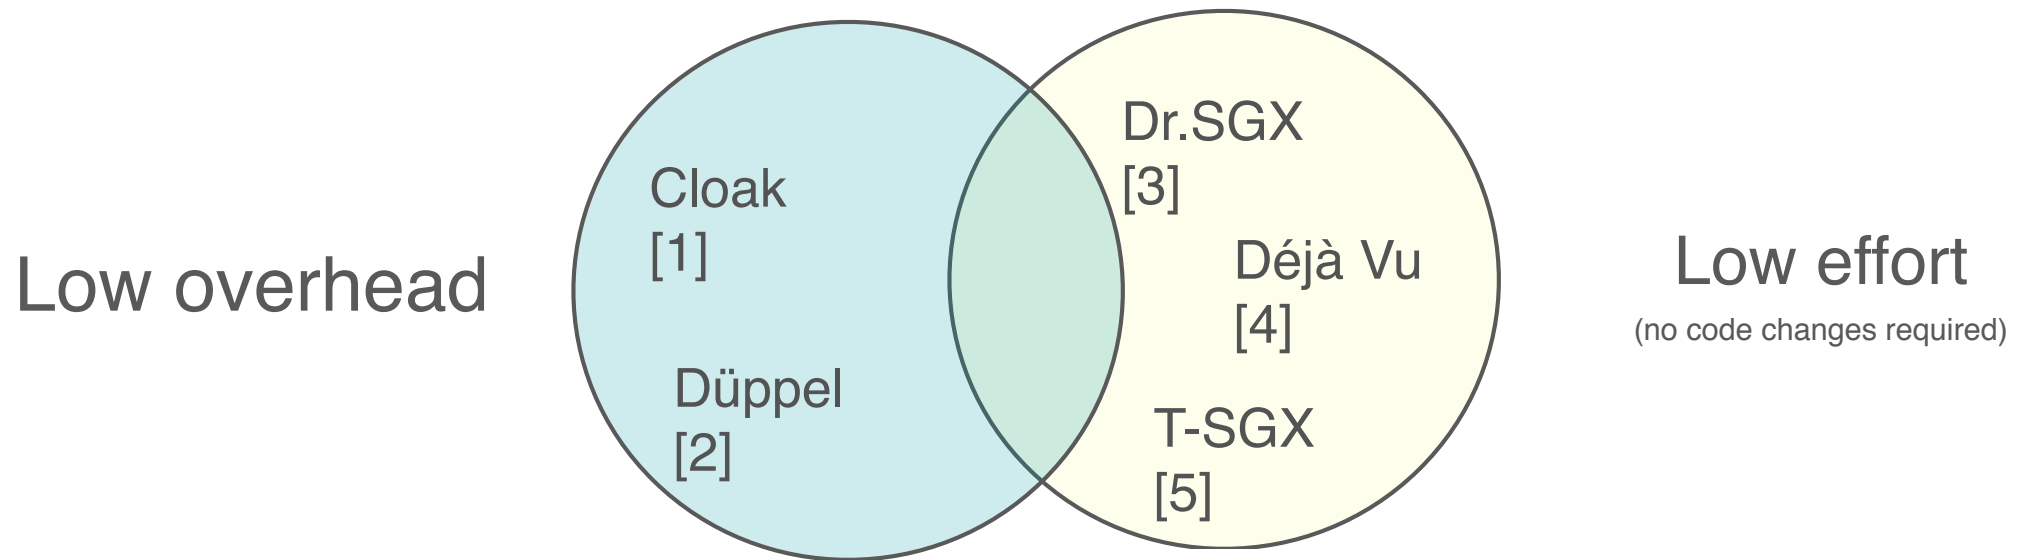 Low overhead
Cloak
[1]
Düppel
[2]
Dr.SGX
[3]
Déjà Vu
[4]
T-SGX
[5]
Low effort
(no code changes required)